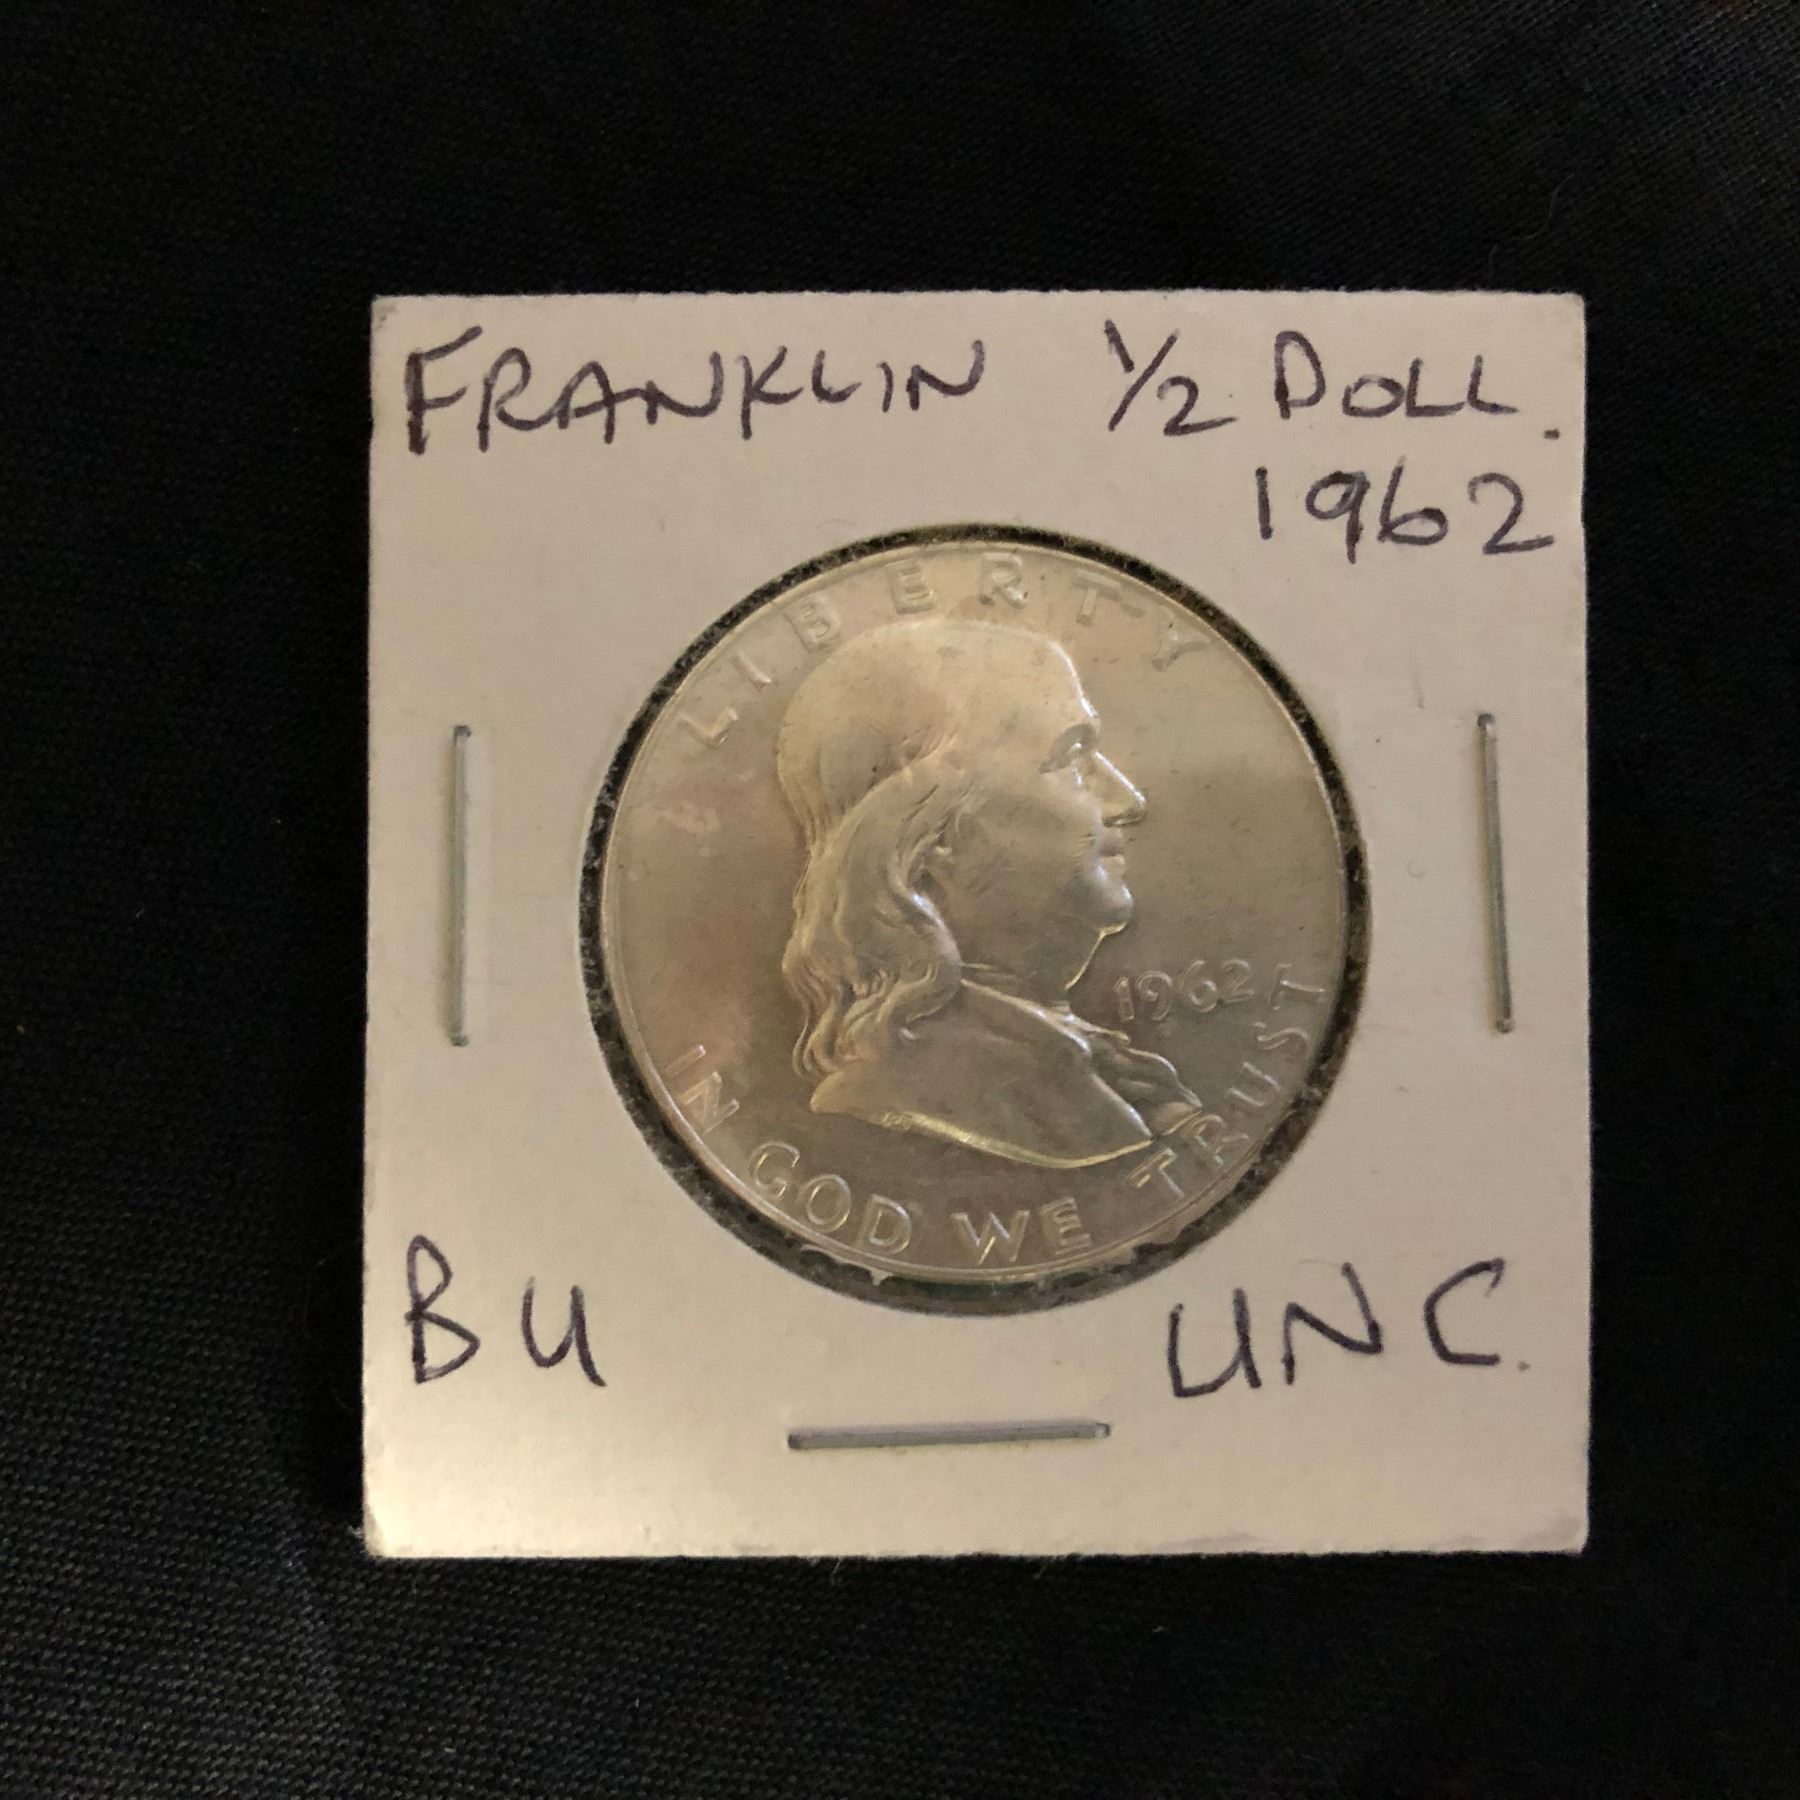 FRANKLIN 1/2 DOLL.
1962
LIBERTY
1962
IN GOD WE TRUST
BU UNC.